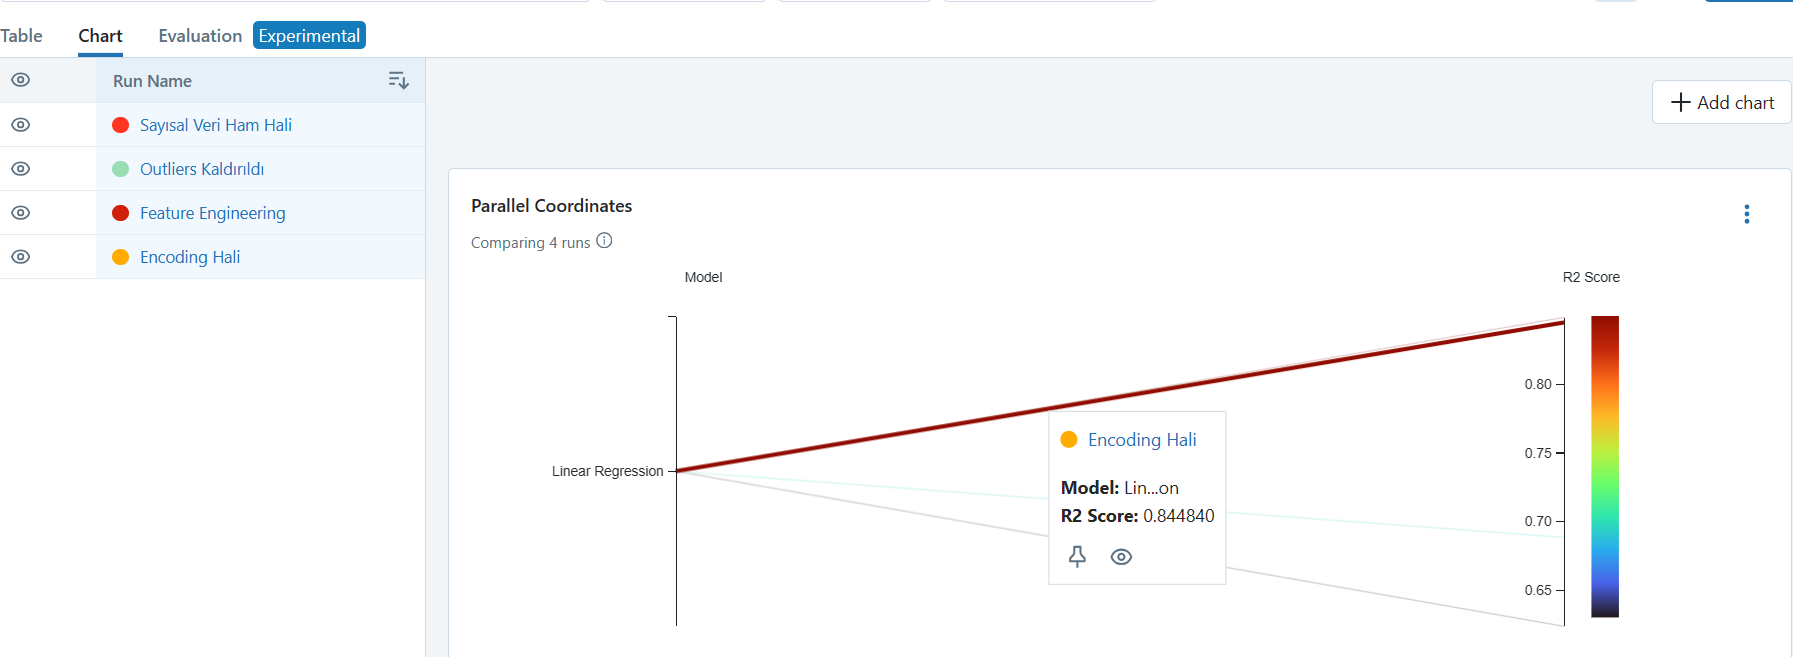 Table Chart Evaluation Experimental
Run Name
Sayısal Veri Ham Hali
Outliers Kaldırıldı
Feature Engineering
Encoding Hali
Add chart
Parallel Coordinates
Comparing 4 runs
Model
R2 Score
Linear Regression
0.80
0.75
0.70
0.65
Encoding Hali
Model: Lin...on
R2 Score: 0.844840